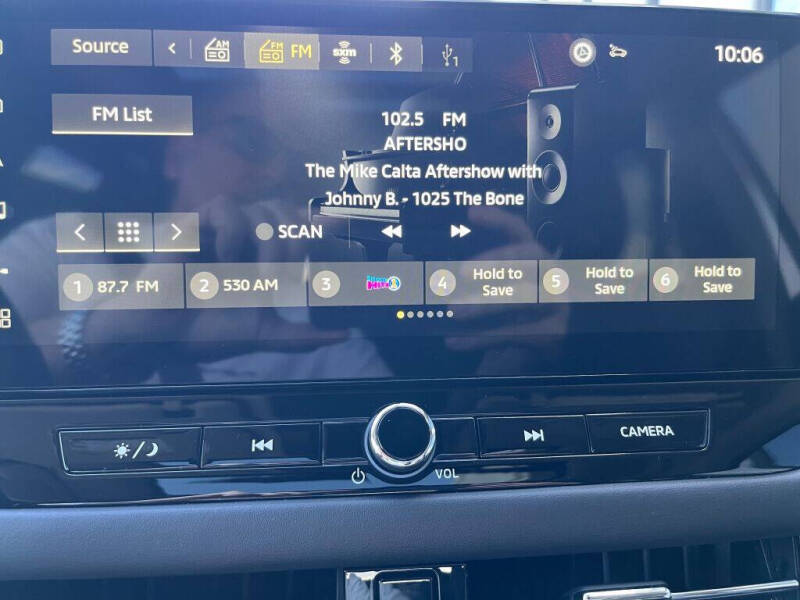 Source
AM
FM FM
sxm
1
10:06
FM List
102.5 FM
AFTERSHO
The Mike Calta Aftershow with
Johnny B. - 1025 The Bone
SCAN
1 87.7 FM
2 530 AM
3
4 Hold to
Save
5 Hold to
Save
6 Hold to
Save
CAMERA
VOL